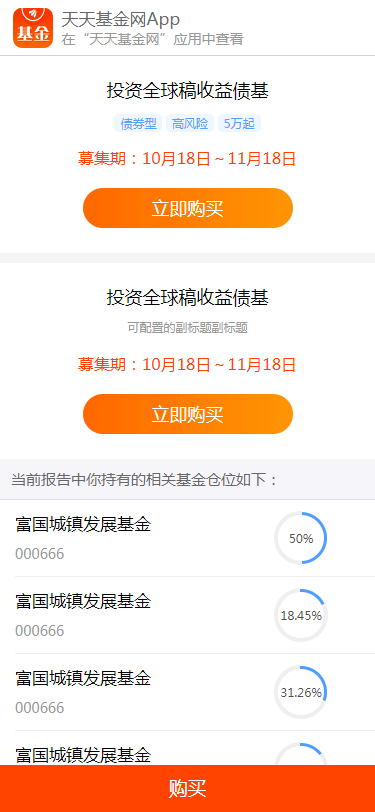 基金
天天基金网App
在“天天基金网”应用中查看
投资全球稿收益债基
债券型 高风险 5万起
募集期：10月18日～11月18日
立即购买
投资全球稿收益债基
可配置的副标题副标题
募集期：10月18日～11月18日
立即购买
当前报告中你持有的相关基金仓位如下：
富国城镇发展基金
50%
000666
富国城镇发展基金
18.45%
000666
富国城镇发展基金
31.26%
000666
富国城镇发展基金
购买